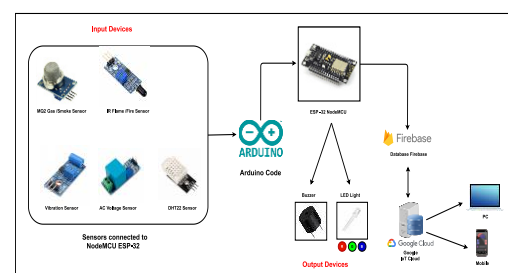 Input Devices
MQ2 Gas /Smoke Sensor
IR Flame /Fire Sensor
Vibration Sensor
AC Voltage Sensor
DHT22 Sensor
Sensors connected to
NodeMCU ESP-32
ARDUINO
Arduino Code
ESP-32 NodeMCU
Buzzer
LED Light
Output Devices
Firebase
Database Firebase
Google Cloud
Google
IoT Cloud
PC
Mobile